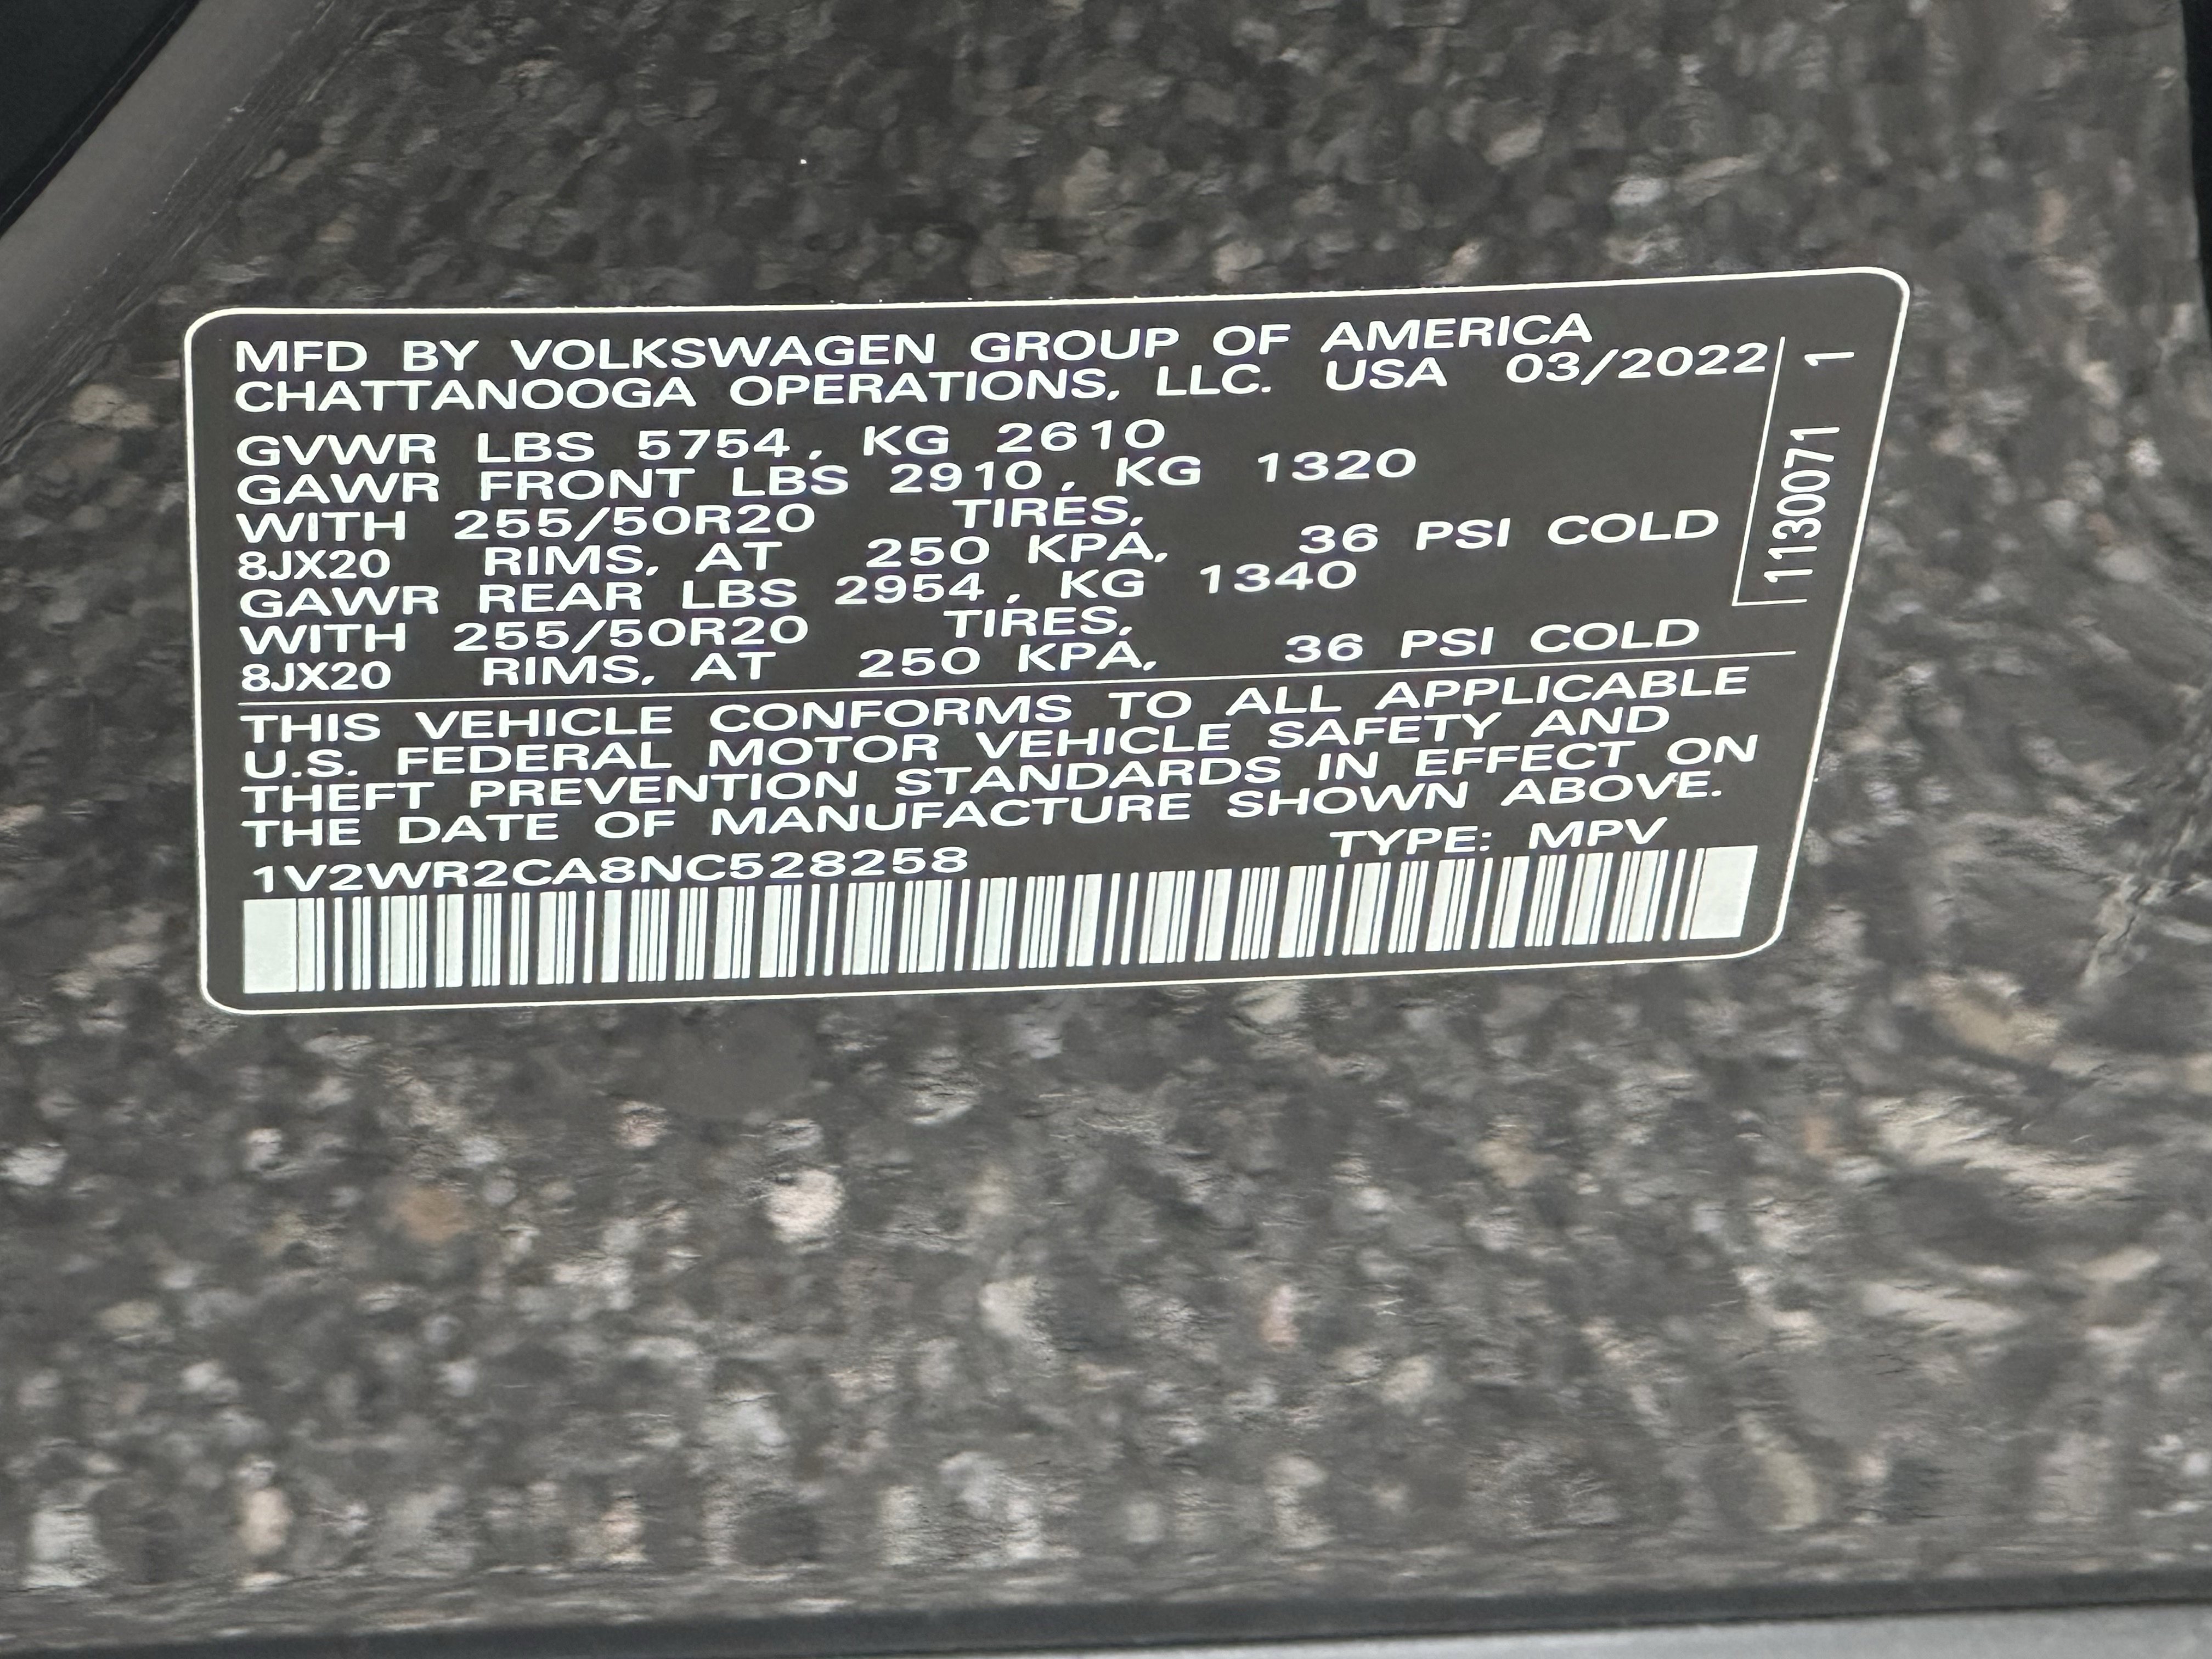 MFD BY VOLKSWAGEN GROUP OF AMERICA
CHATTANOOGA OPERATIONS, LLC. USA 03/2022
GVWR LBS 5754, KG 2610
GAWR FRONT LBS 2910, KG 1320
WITH 255/50R20 TIRES,
8JX20 RIMS, AT 250 KPA, 36 PSI COLD
GAWR REAR LBS 2954, KG 1340
WITH 255/50R20 TIRES,
8JX20 RIMS, AT 250 KPA, 36 PSI COLD
THIS VEHICLE CONFORMS TO ALL APPLICABLE
U.S. FEDERAL MOTOR VEHICLE SAFETY AND
THEFT PREVENTION STANDARDS IN EFFECT ON
THE DATE OF MANUFACTURE SHOWN ABOVE.
1V2WR2CA8NC528258 TYPE: MPV
1130071 1